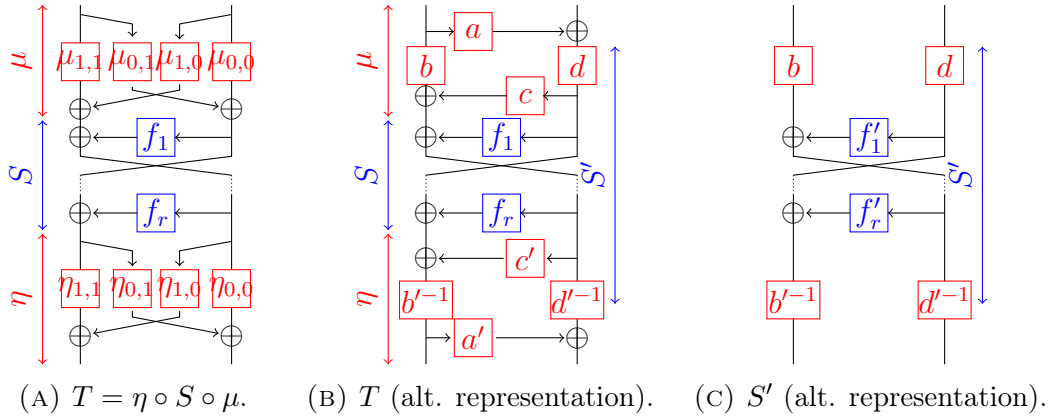 μ
μ₁,₁ μ₀,₁ μ₁,₀ μ₀,₀
S
f₁
fᵣ
η
η₁,₁ η₀,₁ η₁,₀ η₀,₀
(A) T = η ∘ S ∘ μ.
μ
a
b d
c
S
f₁
S′
fᵣ
η
c′
b′⁻¹ d′⁻¹
a′
(B) T (alt. representation).
b d
f′₁
S′
f′ᵣ
b′⁻¹ d′⁻¹
(C) S′ (alt. representation).